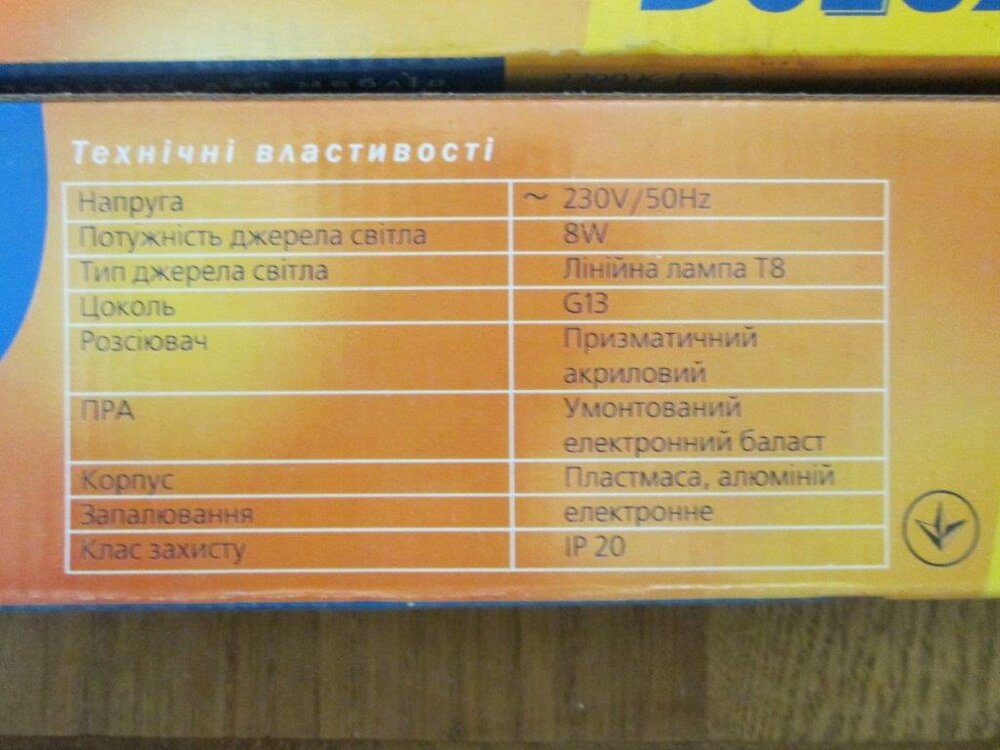 Технічні властивості
Напруга ~ 230V/50Hz
Потужність джерела світла 8W
Тип джерела світла Лінійна лампа Т8
Цоколь G13
Розсіювач Призматичний
акриловий
ПРА Умонтований
електронний баласт
Корпус Пластмаса, алюміній
Запалювання електронне
Клас захисту IP 20